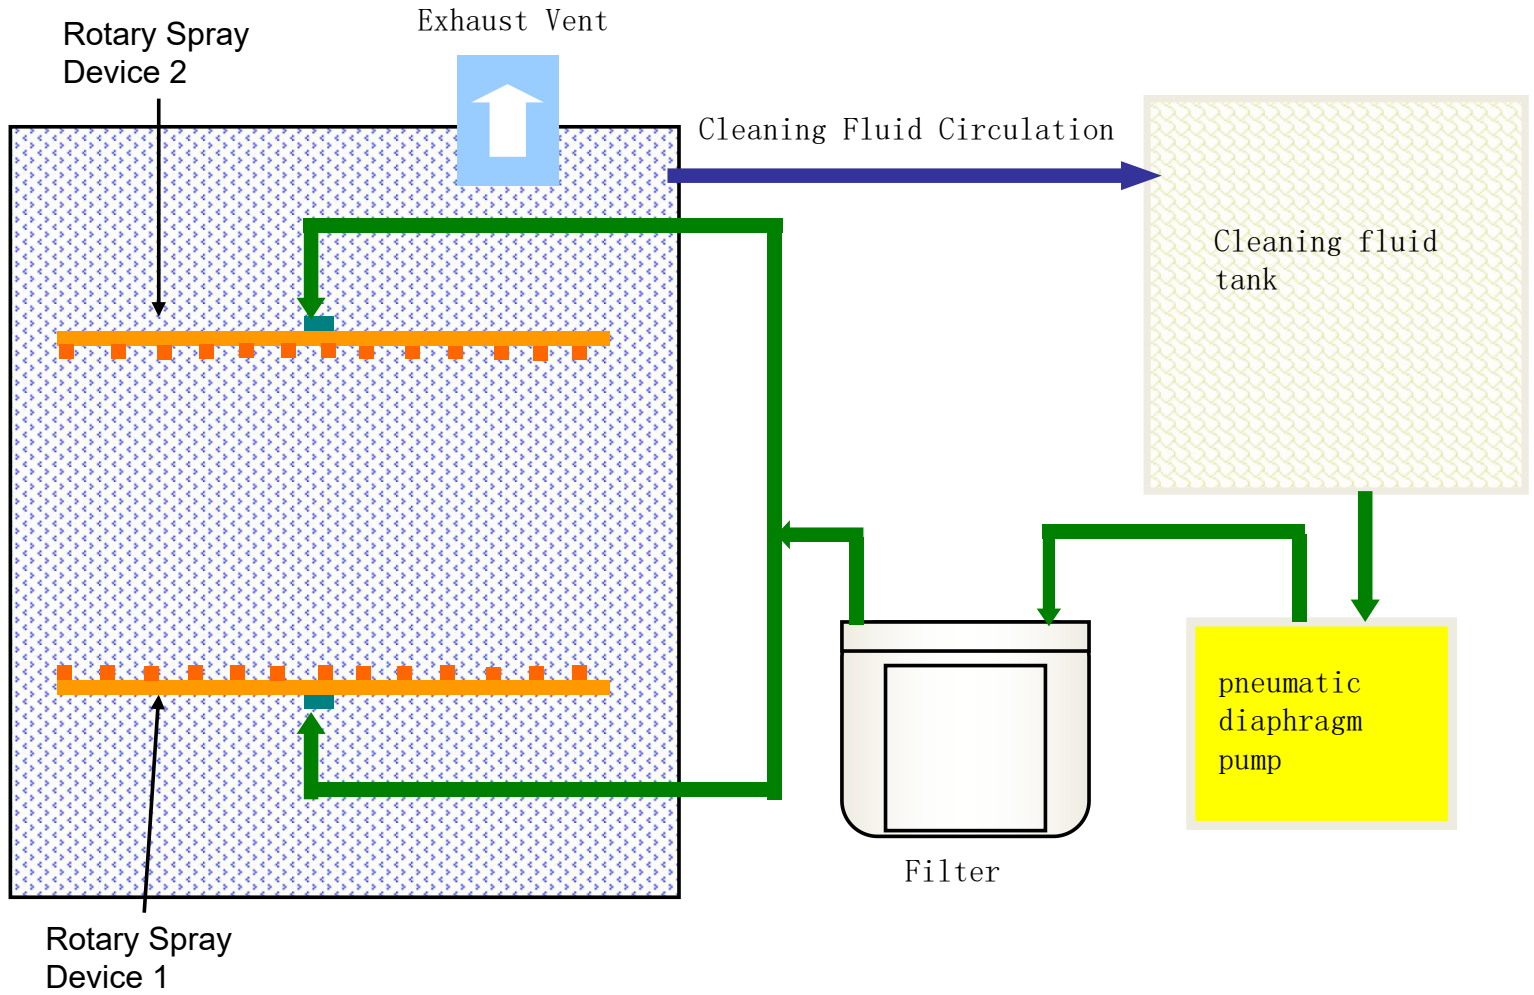 Rotary Spray
Device 2
Exhaust Vent
Cleaning Fluid Circulation
Cleaning fluid
tank
pneumatic
diaphragm
pump
Filter
Rotary Spray
Device 1